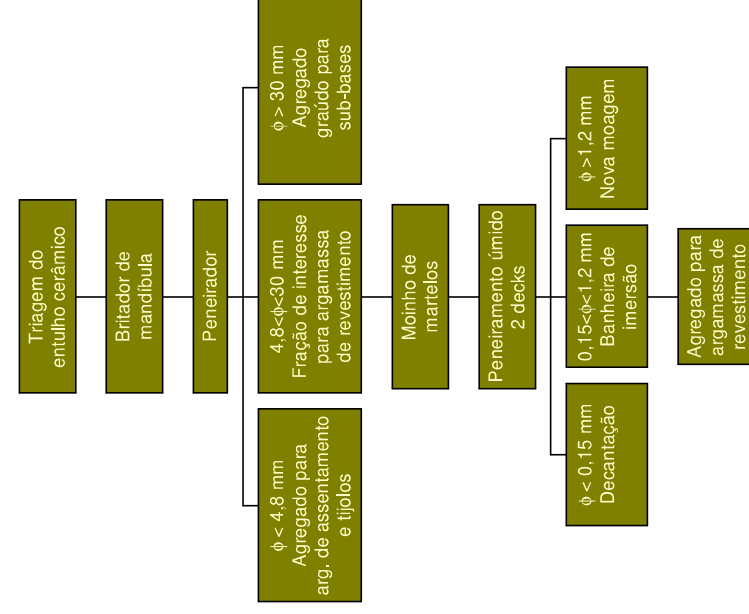 Triagem do
entulho cerâmico
Britador de
mandíbula
Peneirador
ϕ < 4,8 mm
Agregado para
arg. de assentamento
e tijolos
4,8<ϕ<30 mm
Fração de interesse
para argamassa
de revestimento
ϕ > 30 mm
Agregado
graúdo para
sub-bases
Moinho de
martelos
Peneiramento úmido
2 decks
ϕ < 0,15 mm
Decantação
0,15<ϕ<1,2 mm
Banheira de
imersão
ϕ >1,2 mm
Nova moagem
Agregado para
argamassa de
revestimento